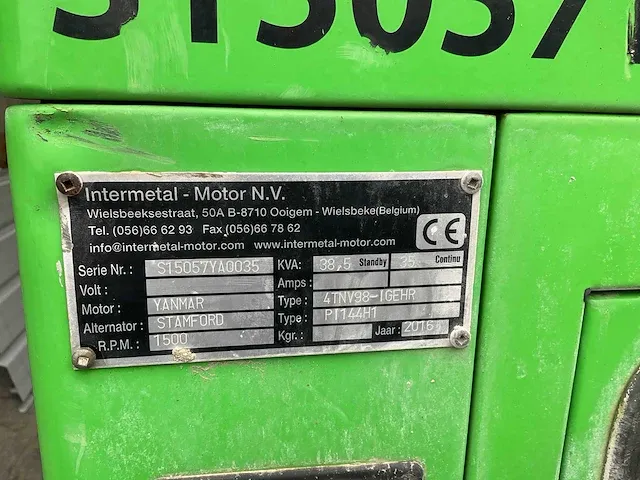 S15057
Intermetal - Motor N.V.
Wielsbeeksestraat, 50A B-8710 Ooigem - Wielsbeke(Belgium)
Tel. (056)66 62 93 Fax (056)66 78 62
info@intermetal-motor.com www.intermetal-motor.com
CE
Serie Nr.: S15057YA0035 KVA: 38,5 Standby 35 Continu
Volt: Amps:
Motor: YANMAR Type: 4TNV98-IGEHR
Alternator: STAMFORD Type: PI144H1
R.P.M. 1500 Kgr.: Jaar: 2016